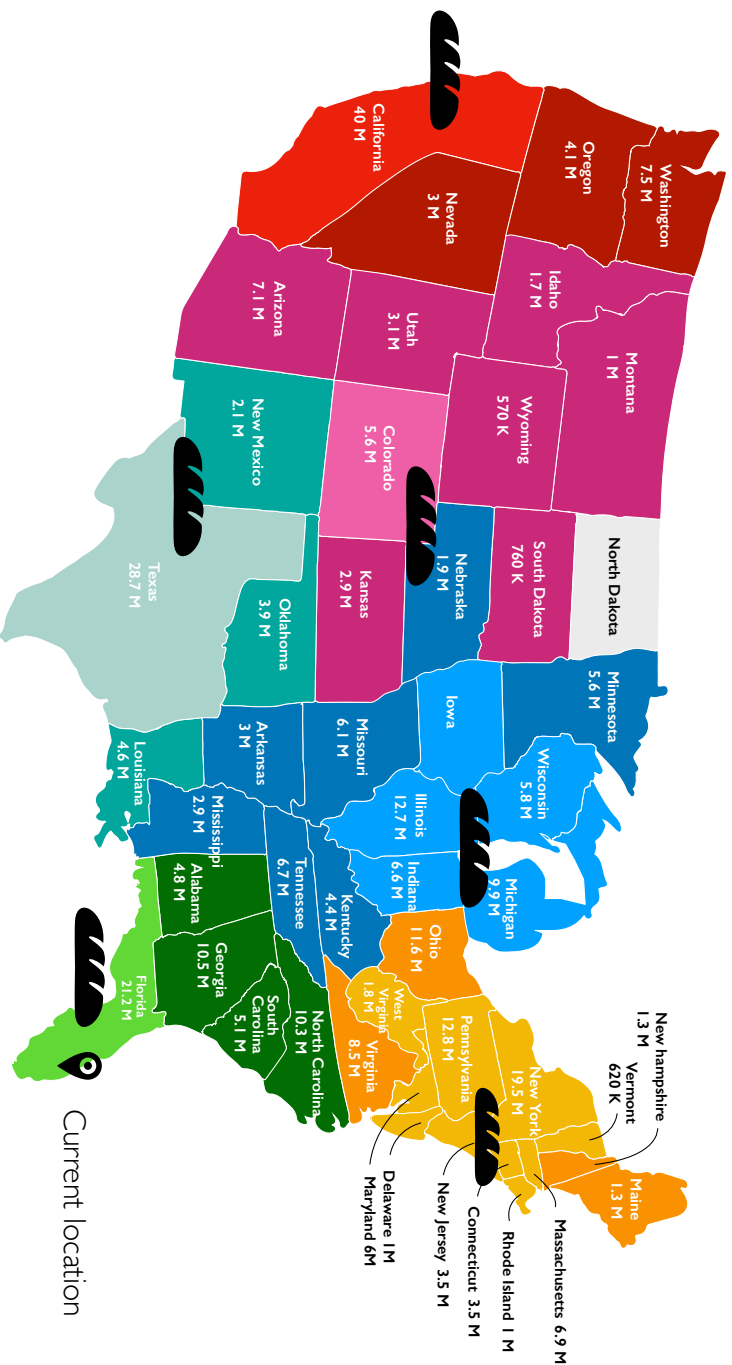 Washington
7.5 M
Oregon
4.1 M
California
40 M
Nevada
3 M
Idaho
1.7 M
Montana
1 M
Wyoming
570 K
Utah
3.1 M
Arizona
7.1 M
Colorado
5.6 M
New Mexico
2.1 M
North Dakota
South Dakota
760 K
Nebraska
1.9 M
Kansas
2.9 M
Oklahoma
3.9 M
Texas
28.7 M
Minnesota
5.6 M
Iowa
Missouri
6.1 M
Arkansas
3 M
Louisiana
4.6 M
Wisconsin
5.8 M
Illinois
12.7 M
Michigan
9.9 M
Indiana
6.6 M
Ohio
11.6 M
Kentucky
4.4 M
Tennessee
6.7 M
Mississippi
2.9 M
Alabama
4.8 M
Georgia
10.5 M
Florida
21.2 M
South
Carolina
5.1 M
North Carolina
10.3 M
Virginia
8.5 M
West
Virginia
1.8 M
Pennsylvania
12.8 M
New York
19.5 M
Vermont
620 K
New hampshire
1.3 M
Maine
1.3 M
Massachusetts 6.9 M
Rhode Island 1 M
Connecticut 3.5 M
New Jersey 3.5 M
Delaware 1M
Maryland 6M
Current location